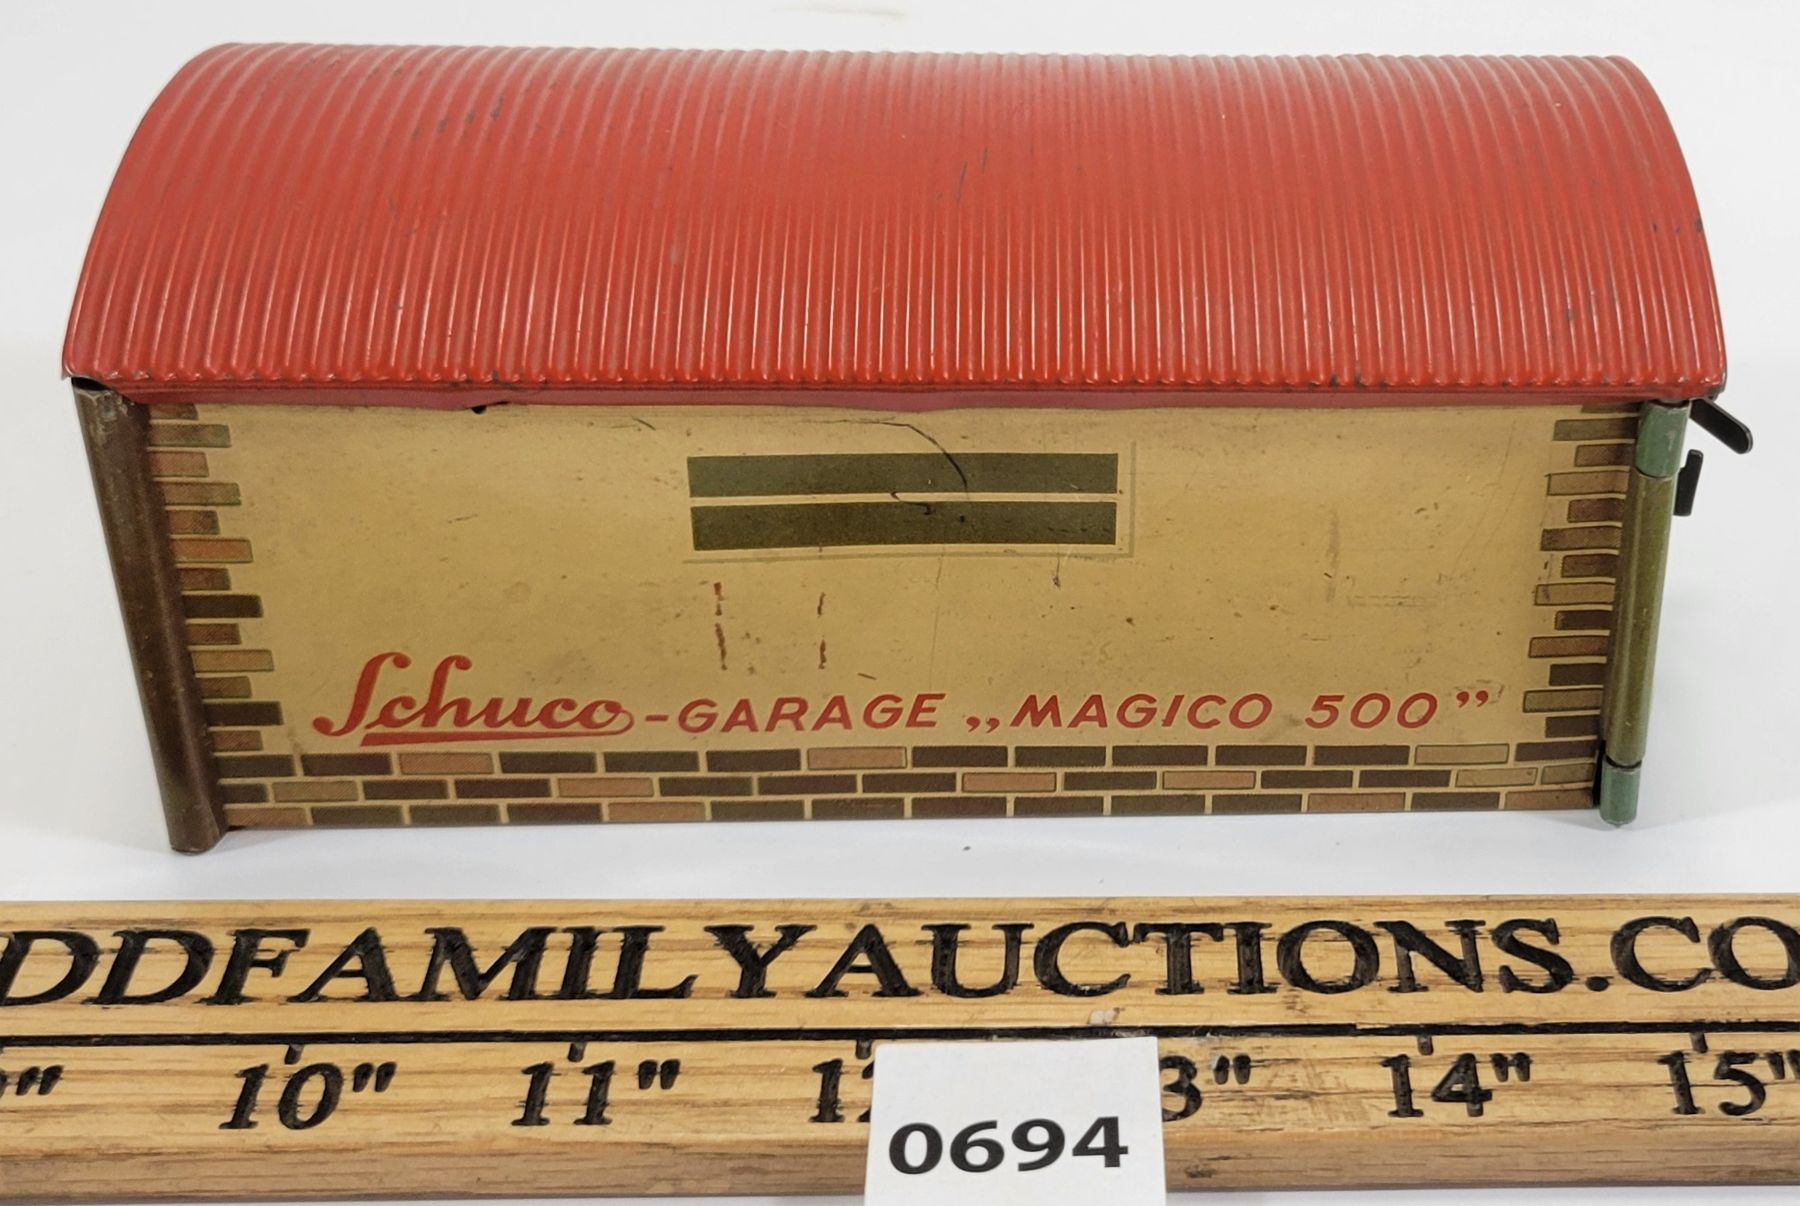 Schuco-GARAGE „MAGICO 500”
DDFAMILYAUCTIONS.CO
10" 11" 14" 15"
0694